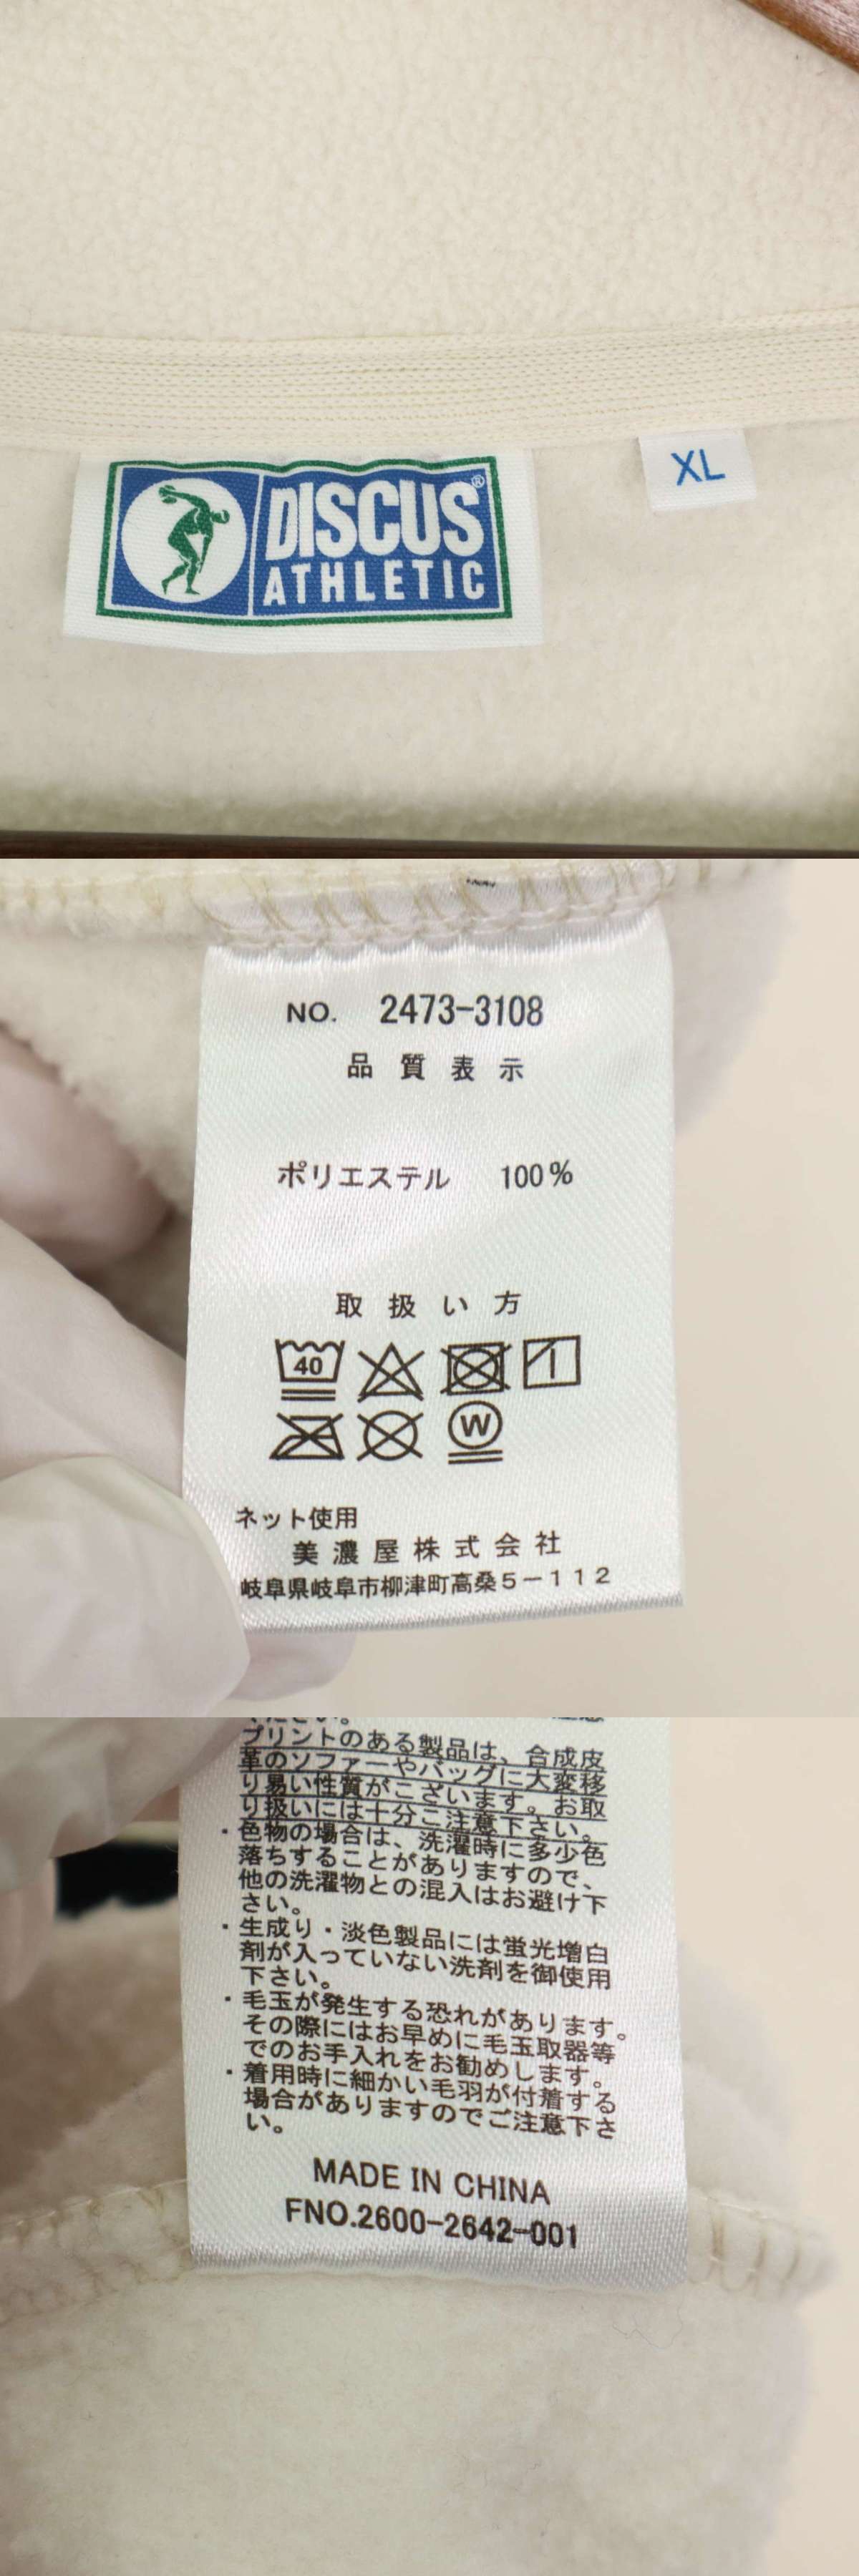 DISCUS®
ATHLETIC
XL
NO. 2473-3108
品質表示
ポリエステル 100%
取扱い方
40
W
ネット使用
美濃屋株式会社
岐阜県岐阜市柳津町高桑5-112
ください。
プリントのある製品は、合成皮
革のソファーやバッグに大変移
り易い性質がございます。お取
り扱いには十分ご注意下さい。
・色物の場合は、洗濯時に多少色
落ちすることがありますので、
他の洗濯物との混入はお避け下
さい。
・生成り・淡色製品には蛍光増白
剤が入っていない洗剤を御使用
下さい。
・毛玉が発生する恐れがあります。
その際にはお早めに毛玉取器等
でのお手入れをお勧めします。
・着用時に細かい毛羽が付着する
場合がありますのでご注意下さ
い。
MADE IN CHINA
FNO.2600-2642-001